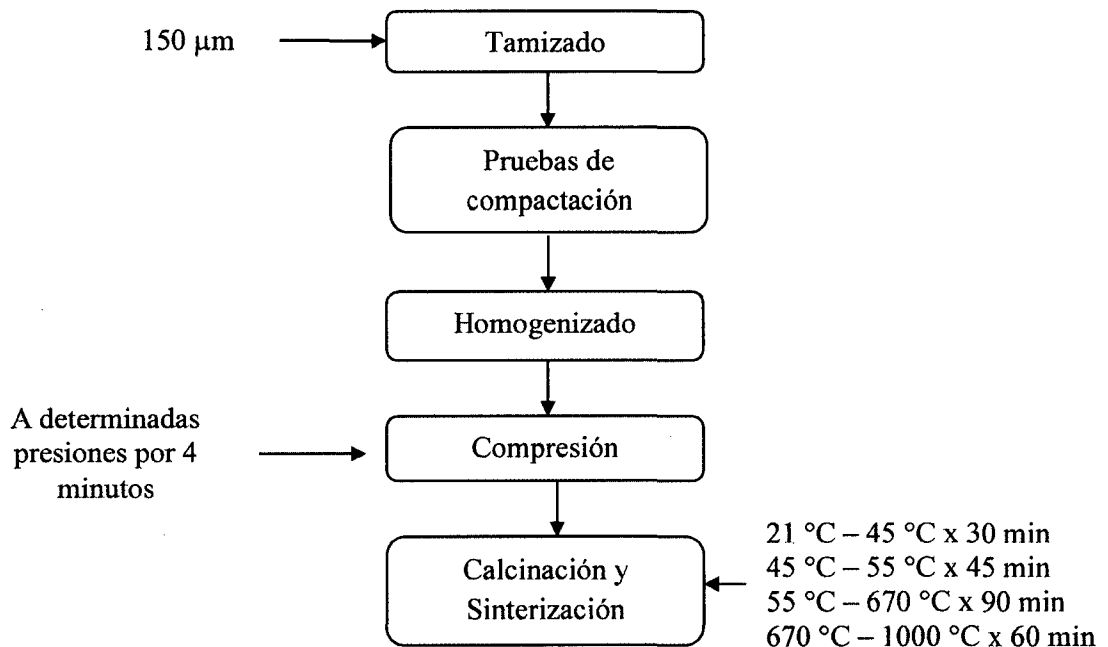 150 μm
Tamizado
Pruebas de
compactación
Homogenizado
A determinadas
presiones por 4
minutos
Compresión
Calcinación y
Sinterización
21 °C – 45 °C x 30 min
45 °C – 55 °C x 45 min
55 °C – 670 °C x 90 min
670 °C – 1000 °C x 60 min